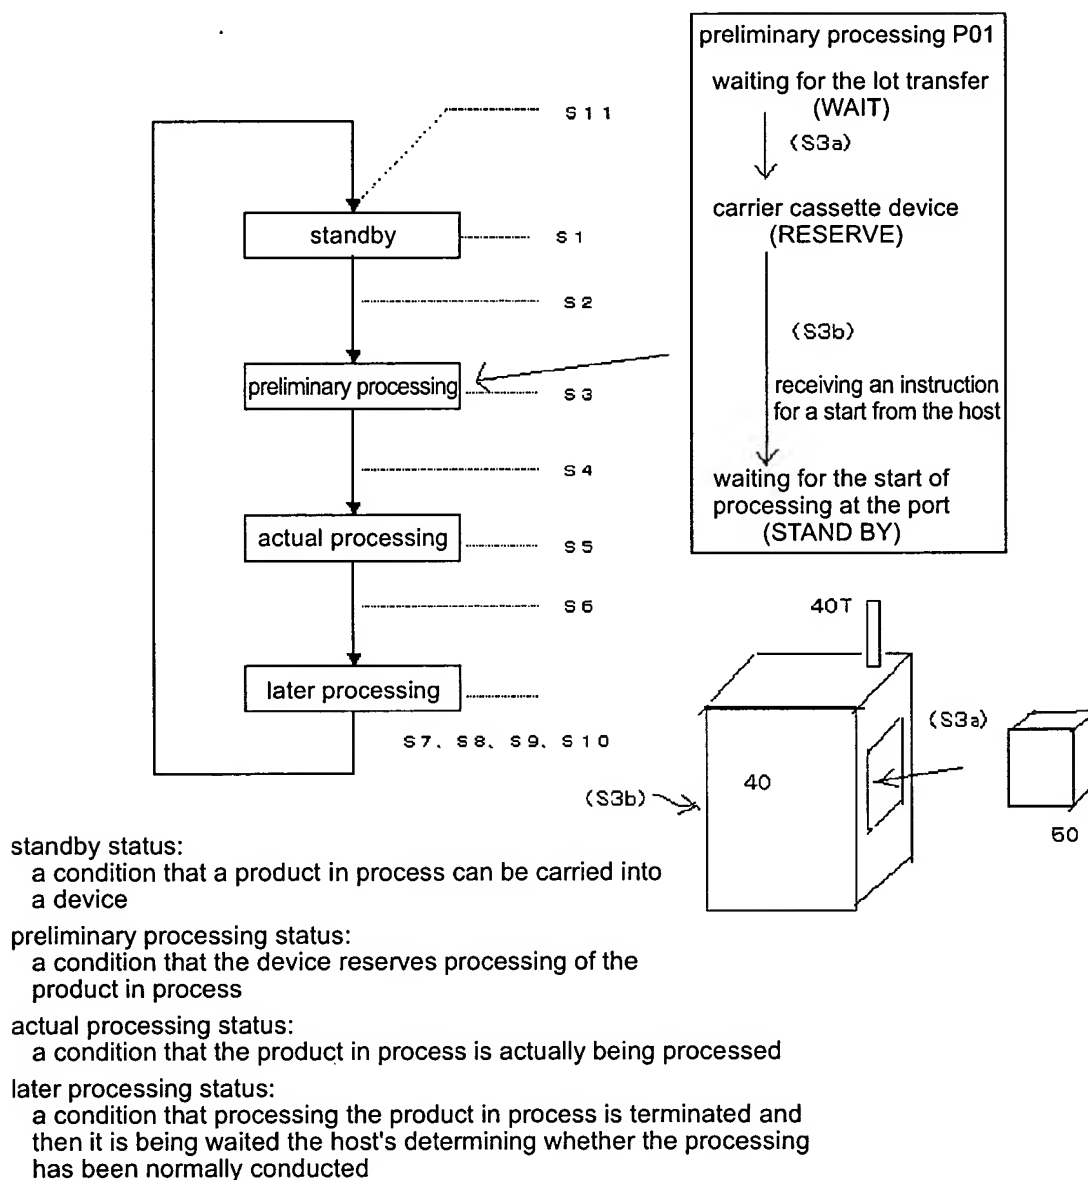 preliminary processing P01
waiting for the lot transfer
(WAIT)
(S3a)
carrier cassette device
(RESERVE)
(S3b)
receiving an instruction
for a start from the host
waiting for the start of
processing at the port
(STAND BY)
S11
standby
S1
S2
preliminary processing
S3
S4
actual processing
S5
S6
later processing
S7、S8、S9、S10
40T
(S3a)
40
(S3b)
50
standby status:
a condition that a product in process can be carried into
a device
preliminary processing status:
a condition that the device reserves processing of the
product in process
actual processing status:
a condition that the product in process is actually being processed
later processing status:
a condition that processing the product in process is terminated and
then it is being waited the host's determining whether the processing
has been normally conducted